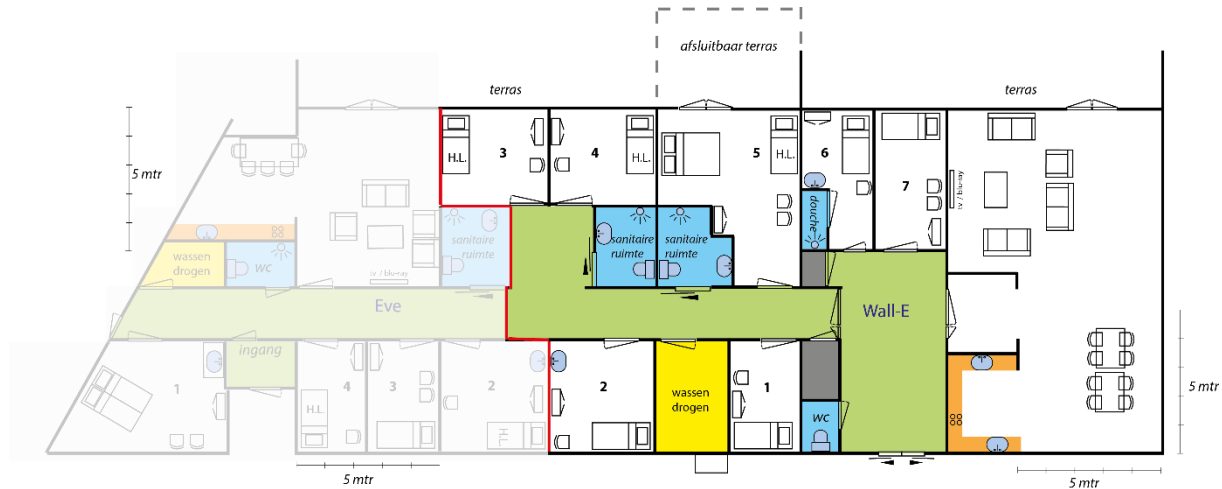 afsluitbaar terras
terras
terras
5 mtr
H.L.
3
4
H.L.
5
H.L.
6
7
tv / blu-ray
douche
sanitaire
ruimte
sanitaire
ruimte
sanitaire
ruimte
wassen
drogen
wc
tv / blu-ray
Eve
Wall-E
ingang
1
4
H.L.
3
2
H.L.
2
wassen
drogen
1
wc
5 mtr
5 mtr
5 mtr